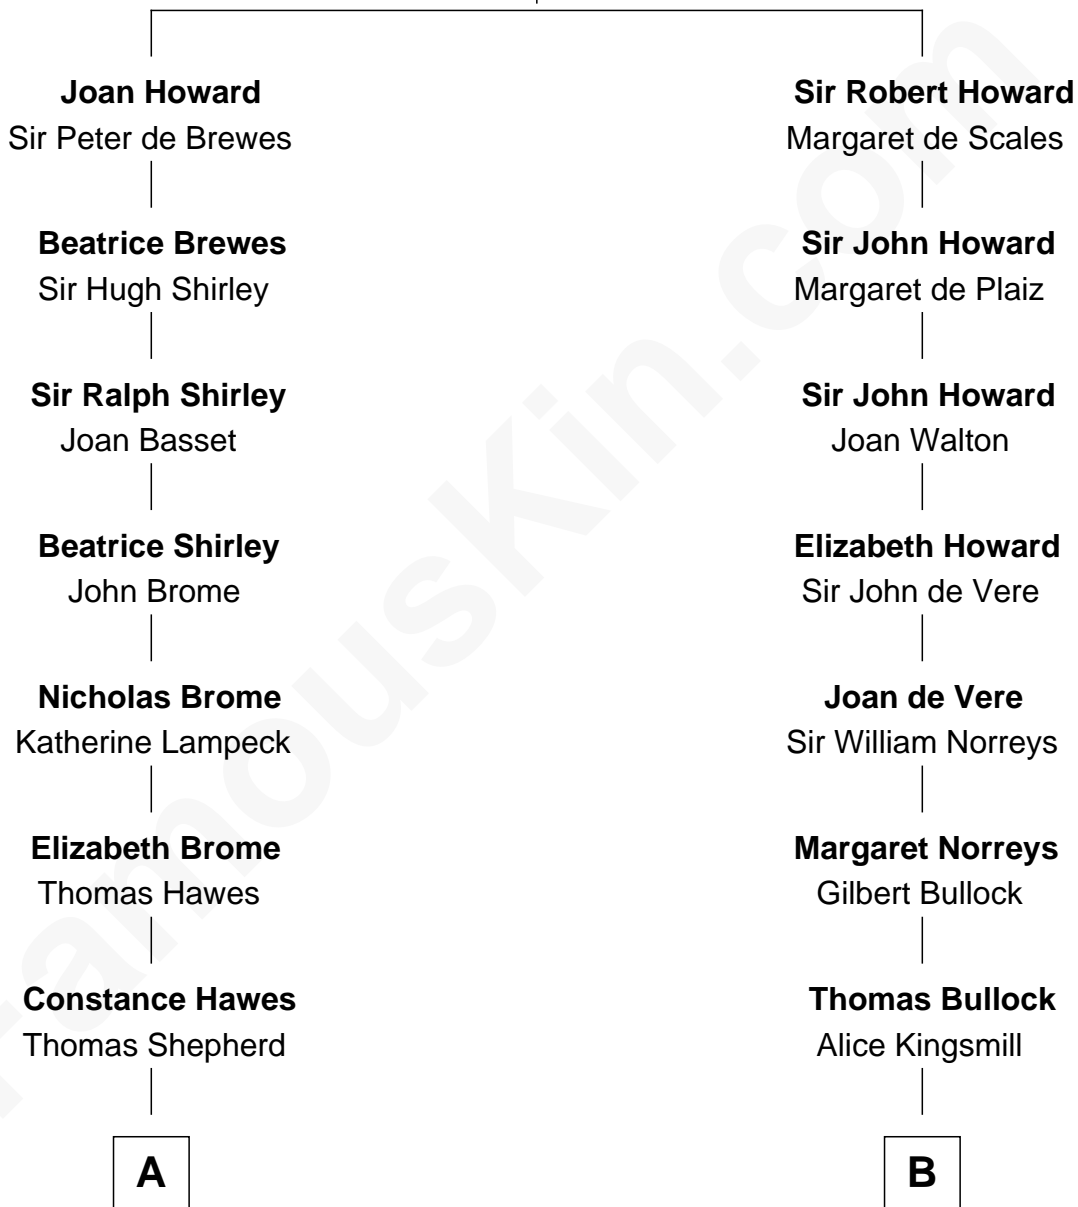 Joan Howard
Sir Peter de Brewes
Beatrice Brewes
Sir Hugh Shirley
Sir Ralph Shirley
Joan Basset
Beatrice Shirley
John Brome
Nicholas Brome
Katherine Lampeck
Elizabeth Brome
Thomas Hawes
Constance Hawes
Thomas Shepherd
A
Sir Robert Howard
Margaret de Scales
Sir John Howard
Margaret de Plaiz
Sir John Howard
Joan Walton
Elizabeth Howard
Sir John de Vere
Joan de Vere
Sir William Norreys
Margaret Norreys
Gilbert Bullock
Thomas Bullock
Alice Kingsmill
B
FamousKin.com